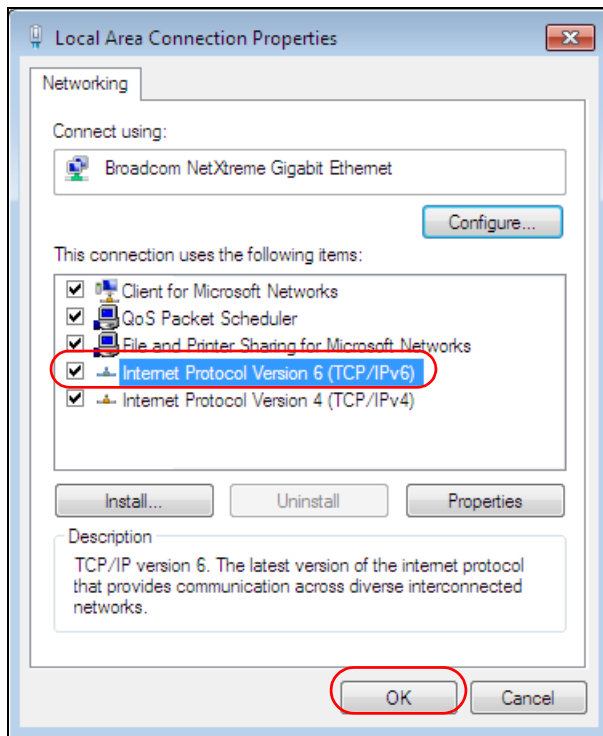 Local Area Connection Properties
Networking
Connect using:
Broadcom NetXtreme Gigabit Ethernet
Configure...
This connection uses the following items:
Client for Microsoft Networks
QoS Packet Scheduler
File and Printer Sharing for Microsoft Networks
Internet Protocol Version 6 (TCP/IPv6)
Internet Protocol Version 4 (TCP/IPv4)
Install...
Uninstall
Properties
Description
TCP/IP version 6. The latest version of the internet protocol
that provides communication across diverse interconnected
networks.
OK
Cancel